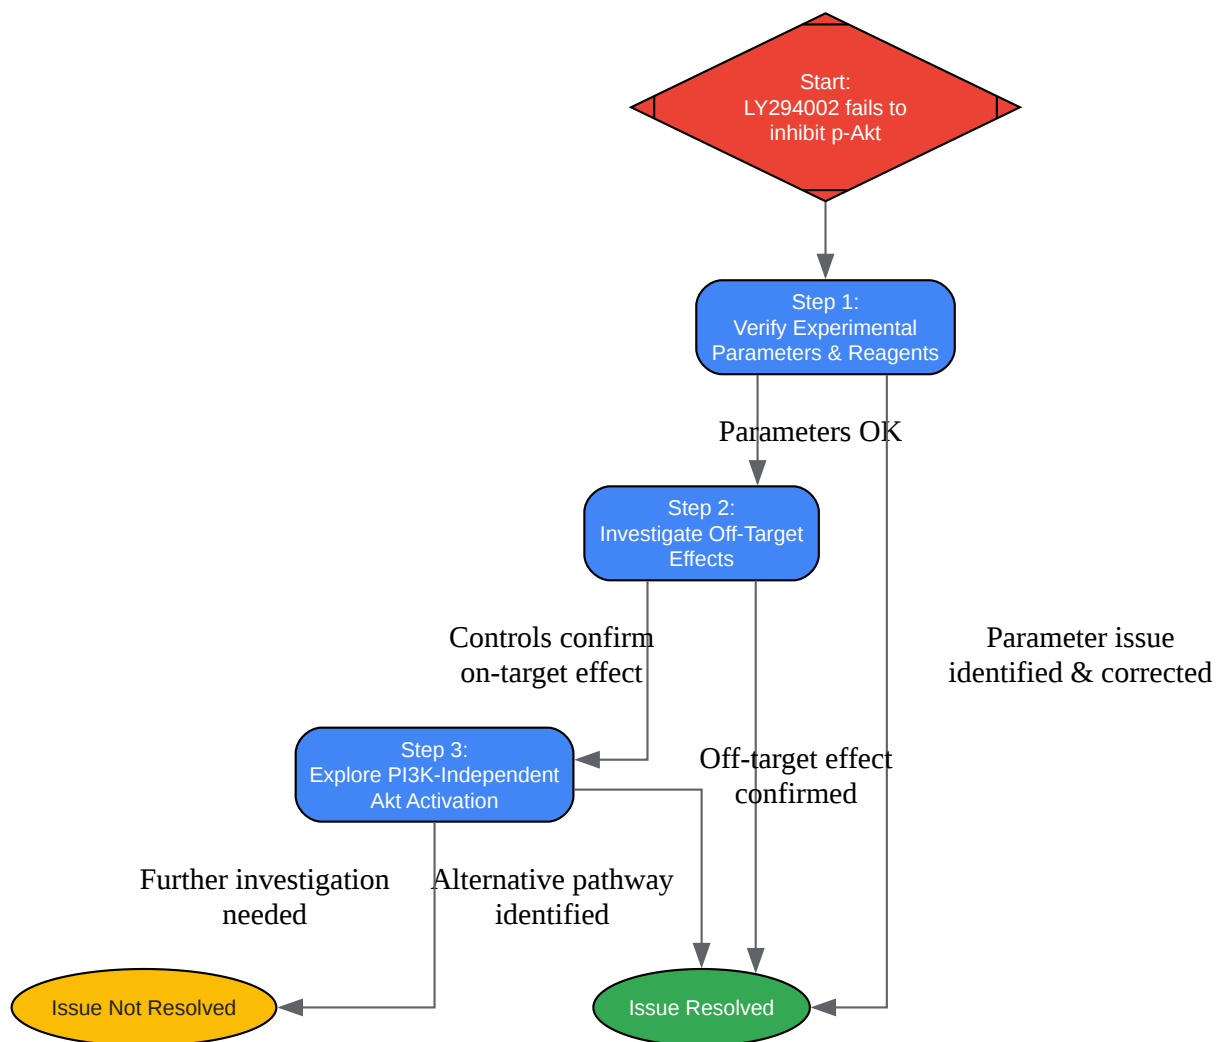 Start:
LY294002 fails to
inhibit p-Akt
Step 1:
Verify Experimental
Parameters & Reagents
Parameters OK
Step 2:
Investigate Off-Target
Effects
Controls confirm
on-target effect
Parameter issue
identified & corrected
Step 3:
Explore PI3K-Independent
Akt Activation
Off-target effect
confirmed
Further investigation
needed
Alternative pathway
identified
Issue Not Resolved
Issue Resolved